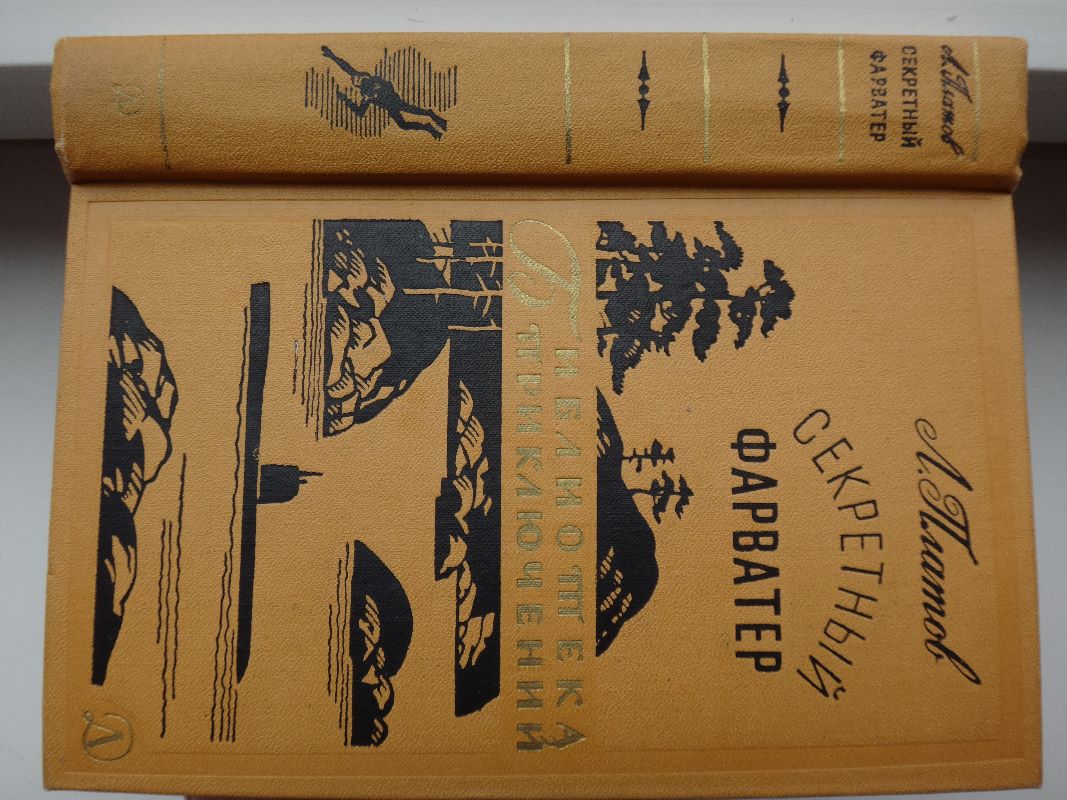 Л. Платов
СЕКРЕТНЫЙ
ФАРВАТЕР
Л. Платов
СЕКРЕТНЫЙ
ФАРВАТЕР
БИБЛИОТЕКА
ПРИКЛЮЧЕНИЙ